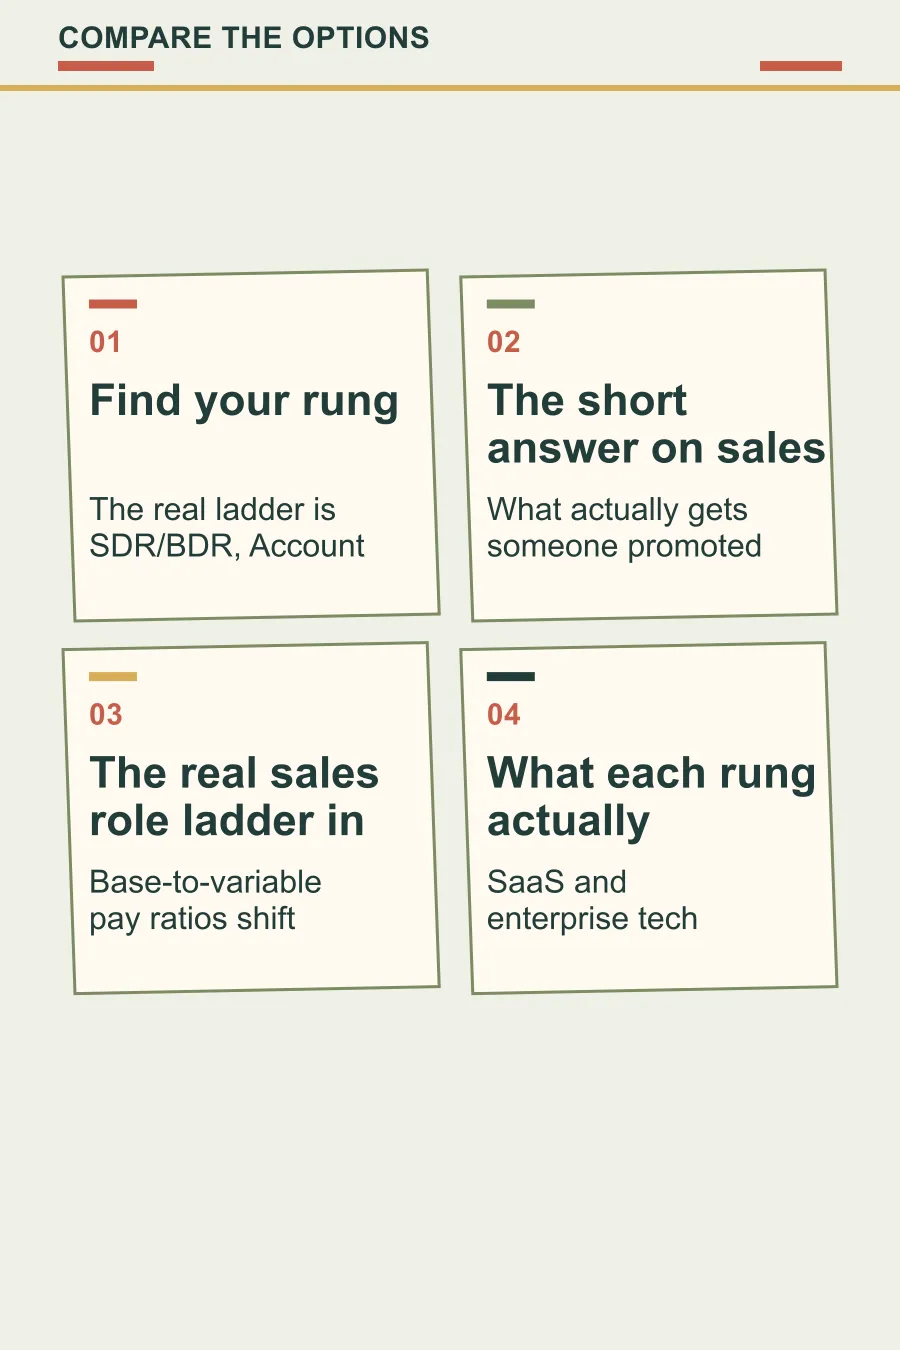 COMPARE THE OPTIONS
01
Find your rung
The real ladder is
SDR/BDR, Account
02
The short
answer on sales
What actually gets
someone promoted
03
The real sales
role ladder in
Base-to-variable
pay ratios shift
04
What each rung
actually
SaaS and
enterprise tech